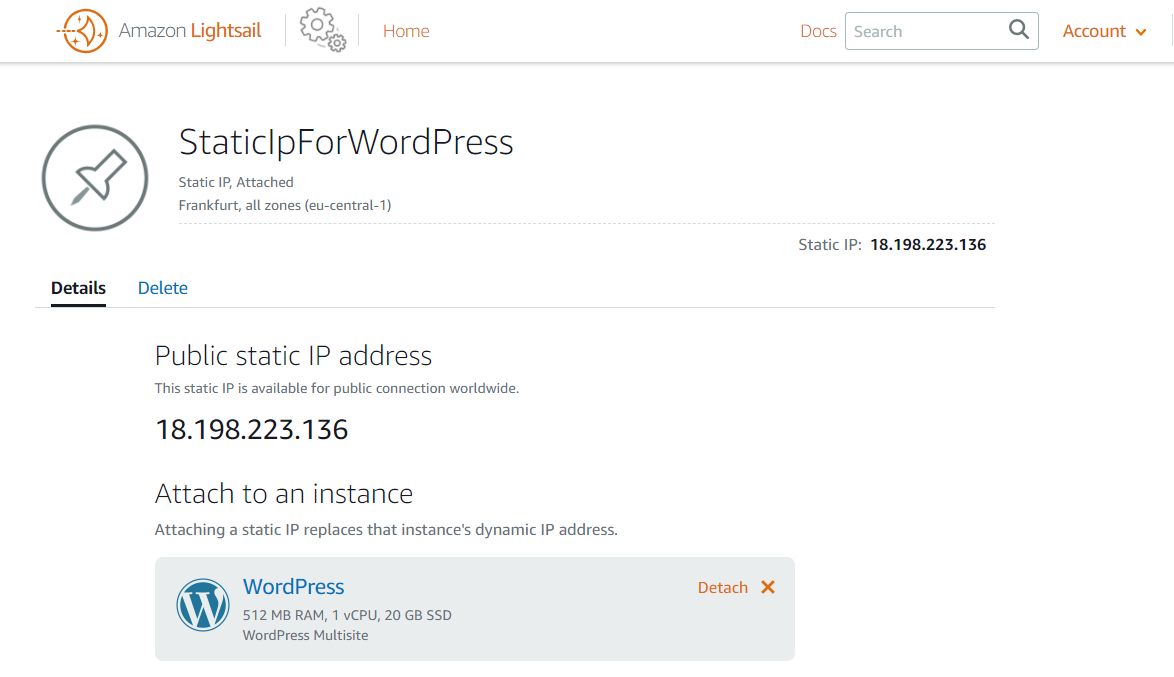 Amazon Lightsail
Home
Docs
Search
Account
StaticIpForWordPress
Static IP, Attached
Frankfurt, all zones (eu-central-1)
Static IP: 18.198.223.136
Details
Delete
Public static IP address
This static IP is available for public connection worldwide.
18.198.223.136
Attach to an instance
Attaching a static IP replaces that instance's dynamic IP address.
WordPress
Detach
512 MB RAM, 1 vCPU, 20 GB SSD
WordPress Multisite